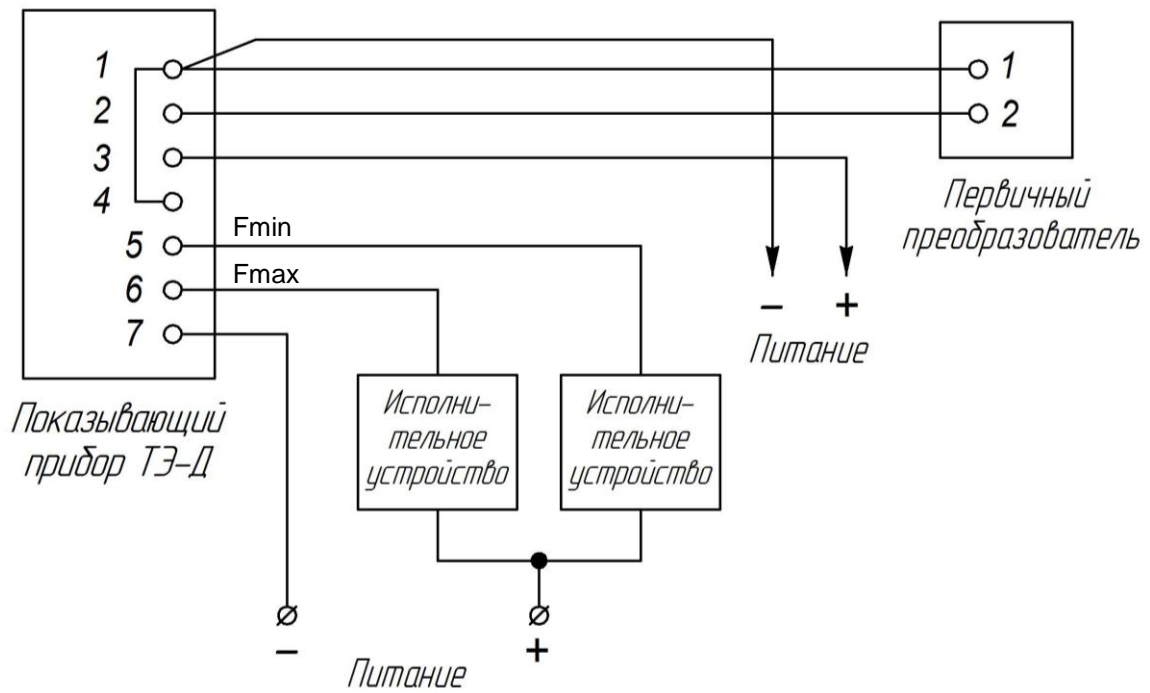 1
2
3
4
5
6
7
Fmin
Fmax
Показывающий
прибор ТЭ-Д
1
2
Первичный
преобразователь
– +
Питание
Исполни-
тельное
устройство
Исполни-
тельное
устройство
– +
Питание